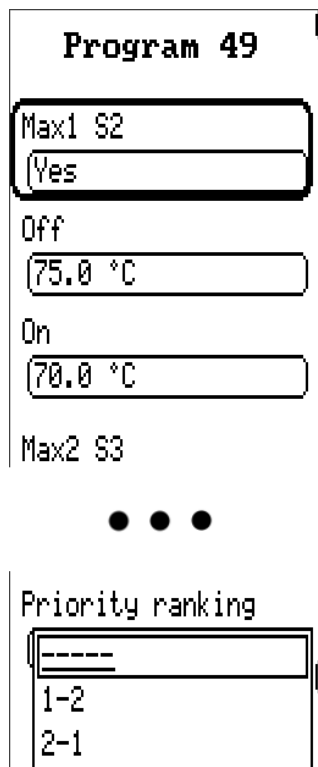 Program 49
Max1 S2
Yes
Off
75.0 °C
On
70.0 °C
Max2 S3
Priority ranking
-----
1-2
2-1